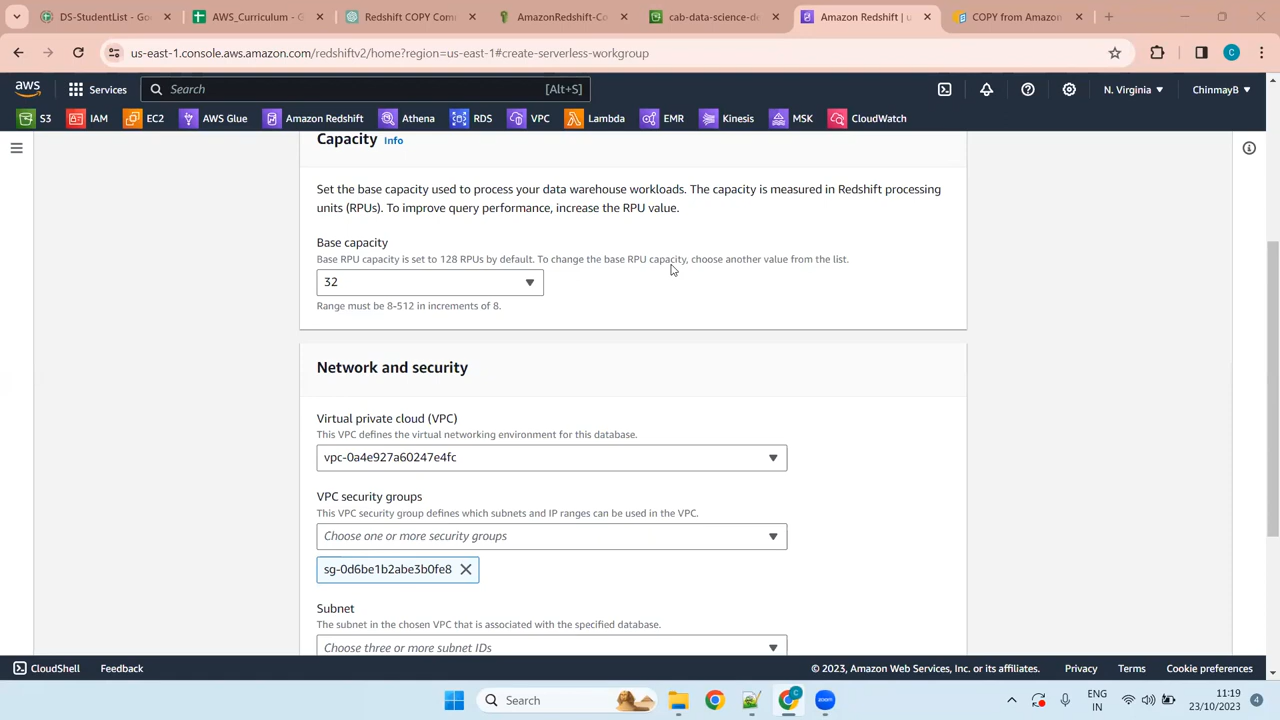 DS-StudentList - Go
AWS_Curriculum - G
Redshift COPY Com
AmazonRedshift-Co
cab-data-science-de
Amazon Redshift | u
COPY from Amazon
us-east-1.console.aws.amazon.com/redshiftv2/home?region=us-east-1#create-serverless-workgroup
C
aws
Services
Search
[Alt+S]
N. Virginia
ChinmayB
S3
IAM
EC2
AWS Glue
Amazon Redshift
Athena
RDS
VPC
Lambda
EMR
Kinesis
MSK
CloudWatch
Capacity Info
Set the base capacity used to process your data warehouse workloads. The capacity is measured in Redshift processing
units (RPUs). To improve query performance, increase the RPU value.
Base capacity
Base RPU capacity is set to 128 RPUs by default. To change the base RPU capacity, choose another value from the list.
32
Range must be 8-512 in increments of 8.
Network and security
Virtual private cloud (VPC)
This VPC defines the virtual networking environment for this database.
vpc-0a4e927a60247e4fc
VPC security groups
This VPC security group defines which subnets and IP ranges can be used in the VPC.
Choose one or more security groups
sg-0d6be1b2abe3b0fe8
Subnet
The subnet in the chosen VPC that is associated with the specified database.
Choose three or more subnet IDs
CloudShell
Feedback
© 2023, Amazon Web Services, Inc. or its affiliates.
Privacy
Terms
Cookie preferences
Search
C
zoom
ENG
IN
11:19
23/10/2023
4